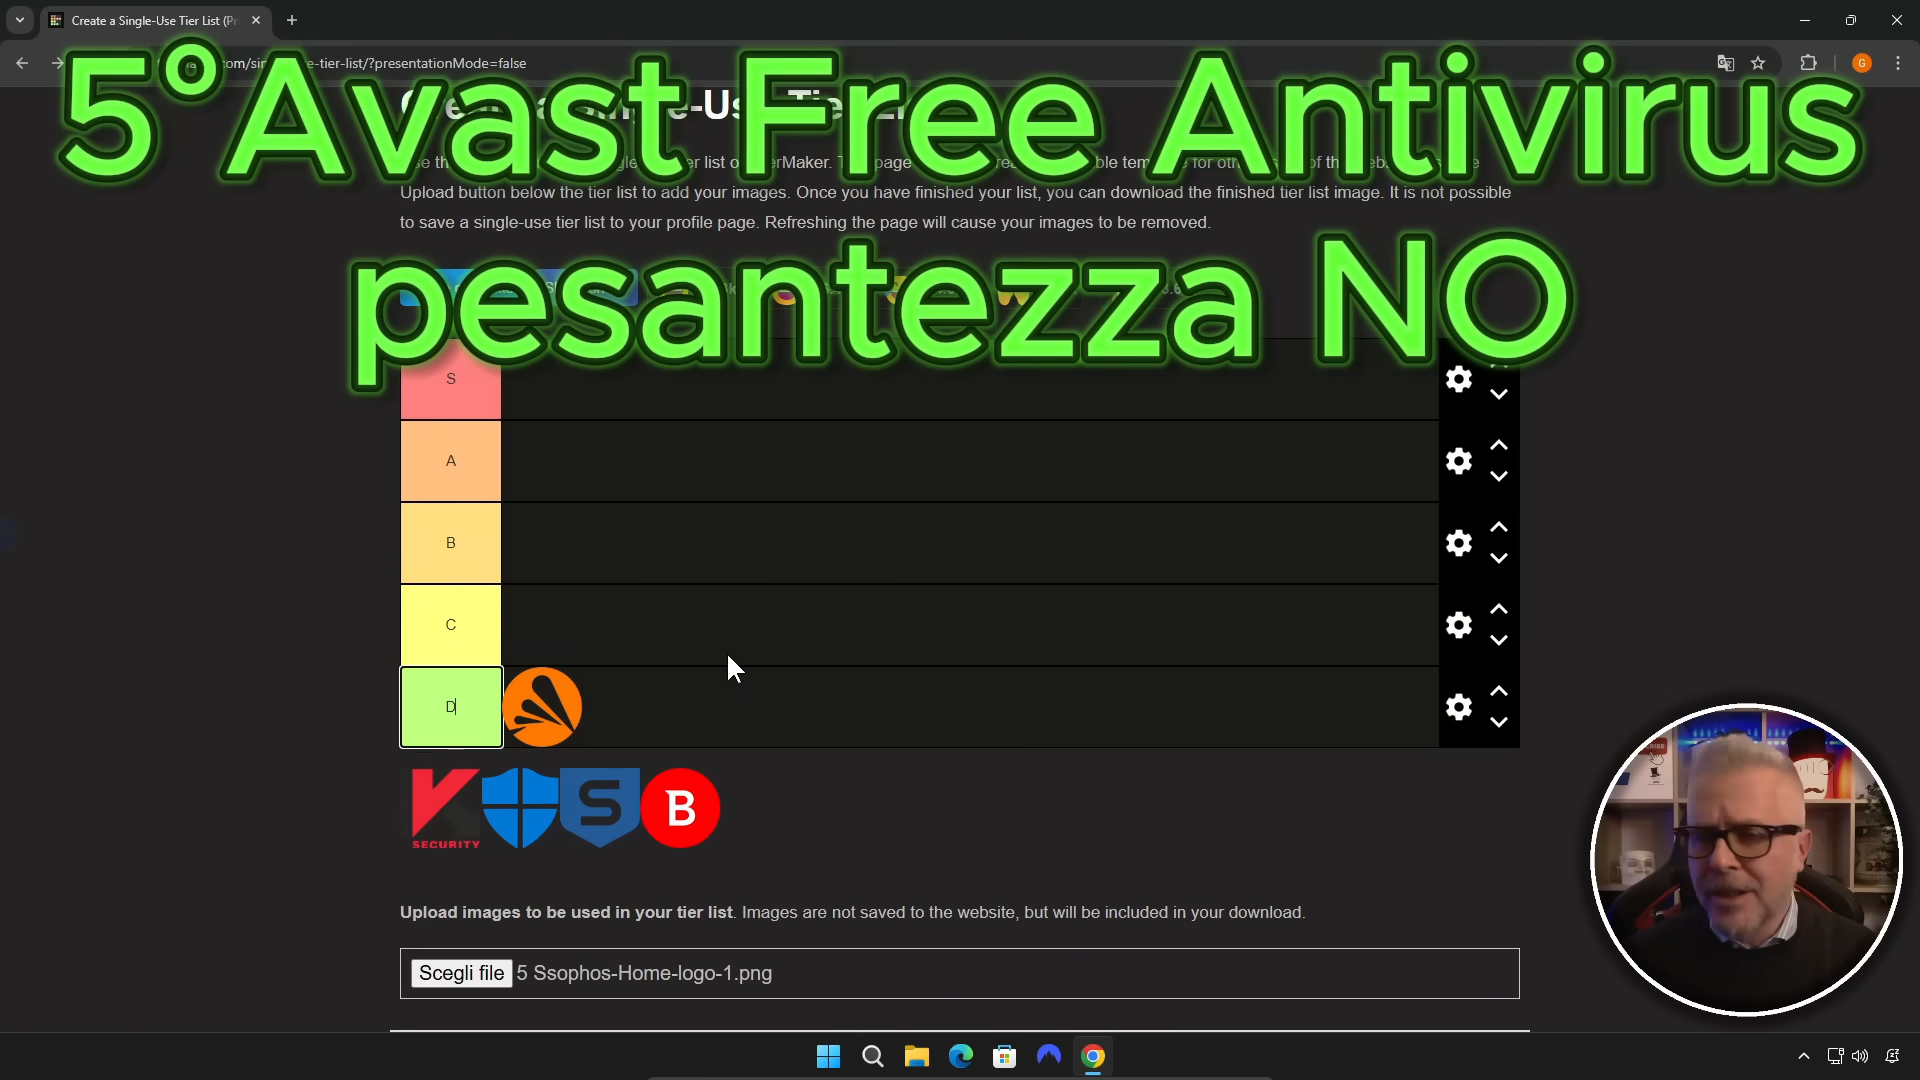 Create a Single-Use Tier List (Pr
com/sin e-tier-list/?presentationMode=false
G
5° Avast Free Antivirus
Upload button below the tier list to add your images. Once you have finished your list, you can download the finished tier list image. It is not possible
to save a single-use tier list to your profile page. Refreshing the page will cause your images to be removed.
pesantezza NO
S
A
B
C
D
SECURITY
S
B
Upload images to be used in your tier list. Images are not saved to the website, but will be included in your download.
Scegli file 5 Ssophos-Home-logo-1.png